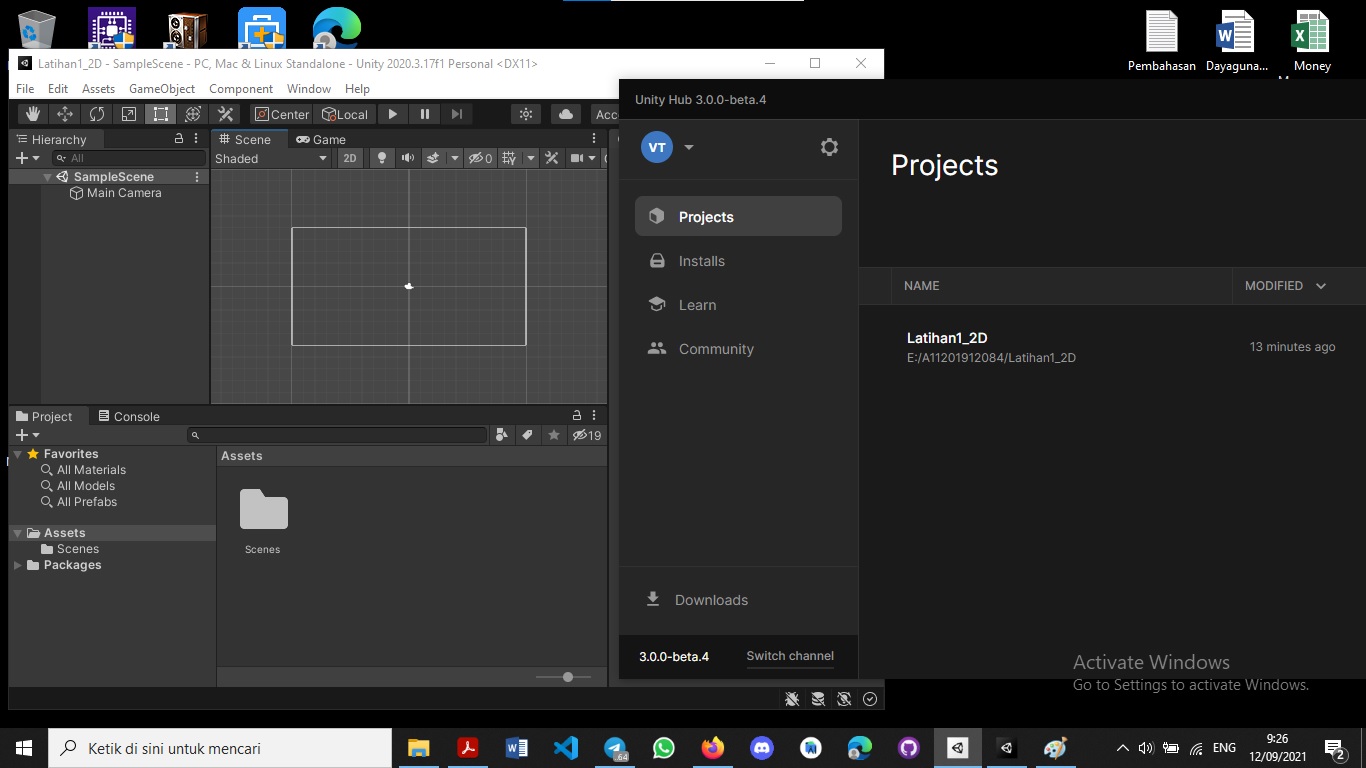 Pembahasan
Dayaguna...
Money
Latihan1_2D - SampleScene - PC, Mac & Linux Standalone - Unity 2020.3.17f1 Personal <DX11>
File Edit Assets GameObject Component Window Help
Center Local
Acc
Hierarchy
All
SampleScene
Main Camera
Scene Game
Shaded 2D 0
Project Console
19
Favorites
All Materials
All Models
All Prefabs
Assets
Scenes
Packages
Assets
Scenes
Unity Hub 3.0.0-beta.4
VT
Projects
Installs
Learn
Community
Downloads
3.0.0-beta.4 Switch channel
Projects
NAME MODIFIED
Latihan1_2D
E:/A11201912084/Latihan1_2D
13 minutes ago
Activate Windows
Go to Settings to activate Windows.
Ketik di sini untuk mencari
64
ENG
9:26
12/09/2021
2